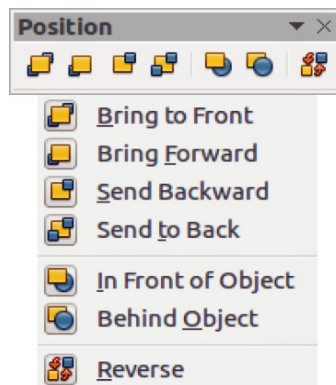 Position
Bring to Front
Bring Forward
Send Backward
Send to Back
In Front of Object
Behind Object
Reverse